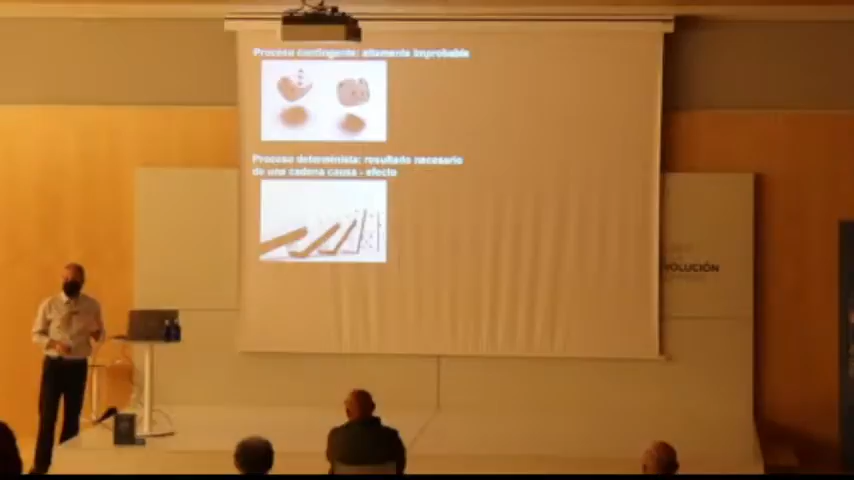 Proceso contingente: altamente improbable
Proceso determinista: resultado necesario
de una cadena causa - efecto
VOLUCIÓN